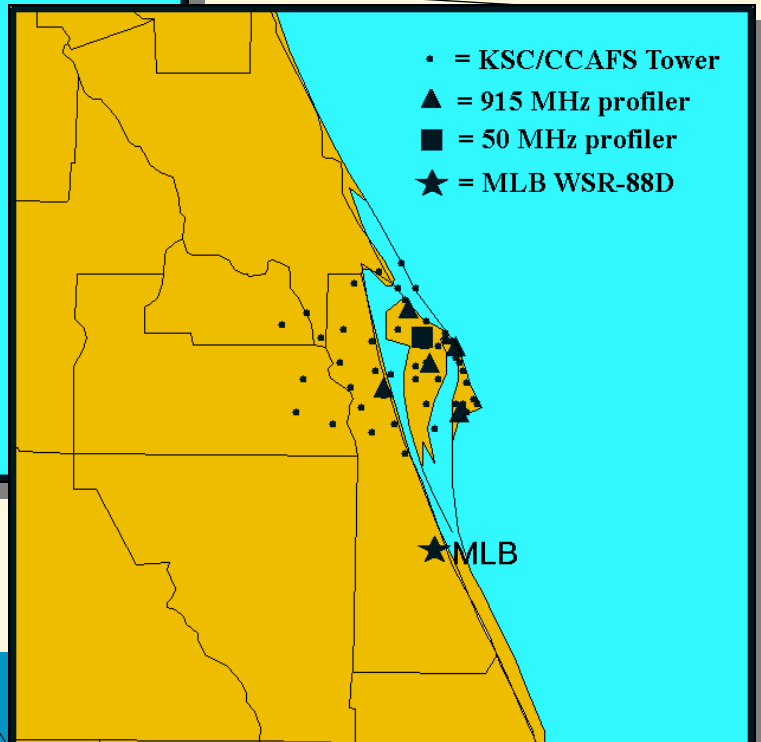 = KSC/CCAFS Tower
= 915 MHz profiler
= 50 MHz profiler
= MLB WSR-88D
MLB